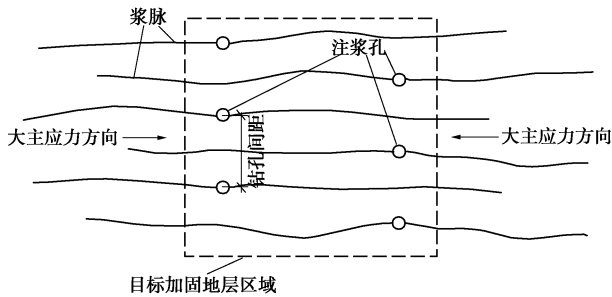 浆脉
注浆孔
大主应力方向
钻孔间距
大主应力方向
目标加固地层区域